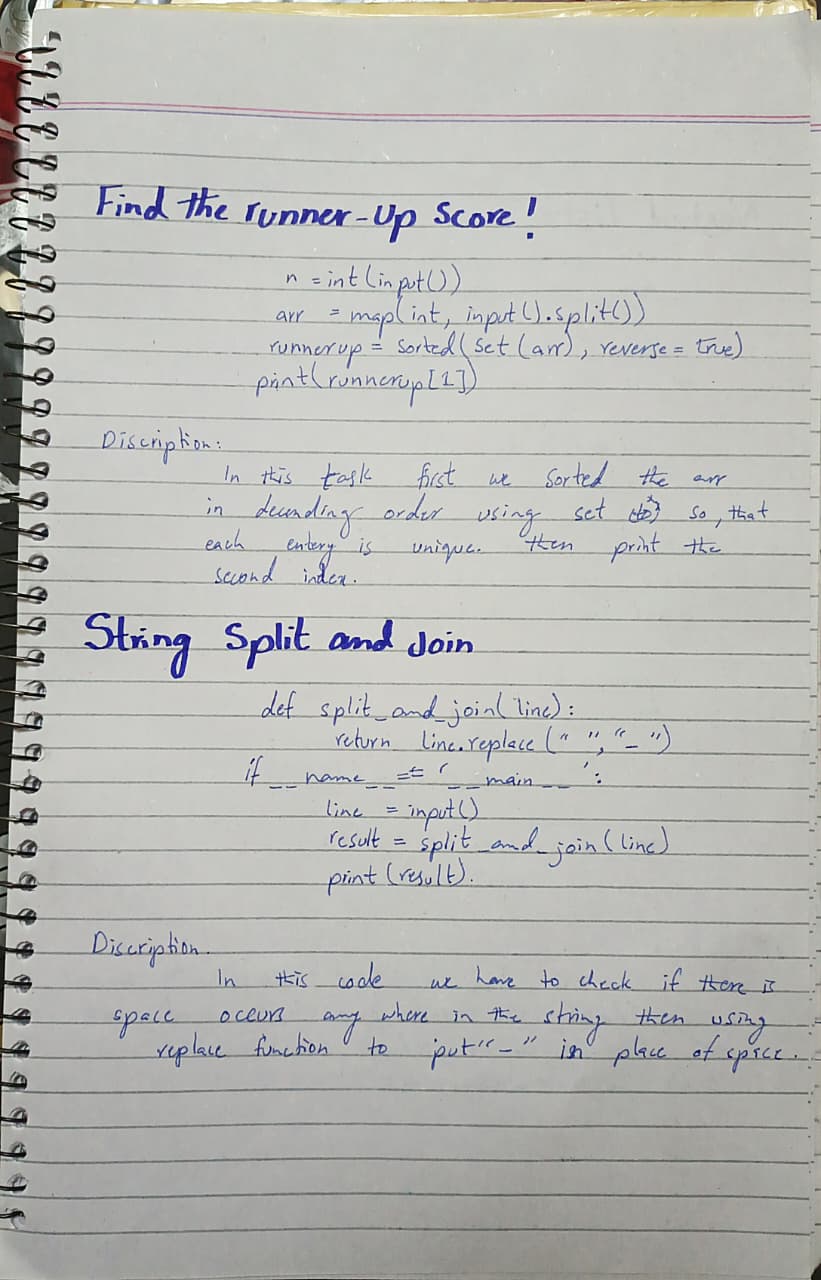 Find the runner-up score!
n = int(input())
arr = map(int, input().split())
runnerup = sorted(set(arr), reverse = true)
print(runnerup[1])
Discription:
In this task first we sorted the arr
in decending order using set so, that
each entery is unique. then print the
second index.
String Split and Join
def split_and_join(line):
return line.replace(" ", "_")
if __name__ == '__main__':
line = input()
result = split_and_join(line)
print(result).
Discription.
In this code we have to check if there is
space occurs any where in the string then using
replace function to put "-" in place of space.